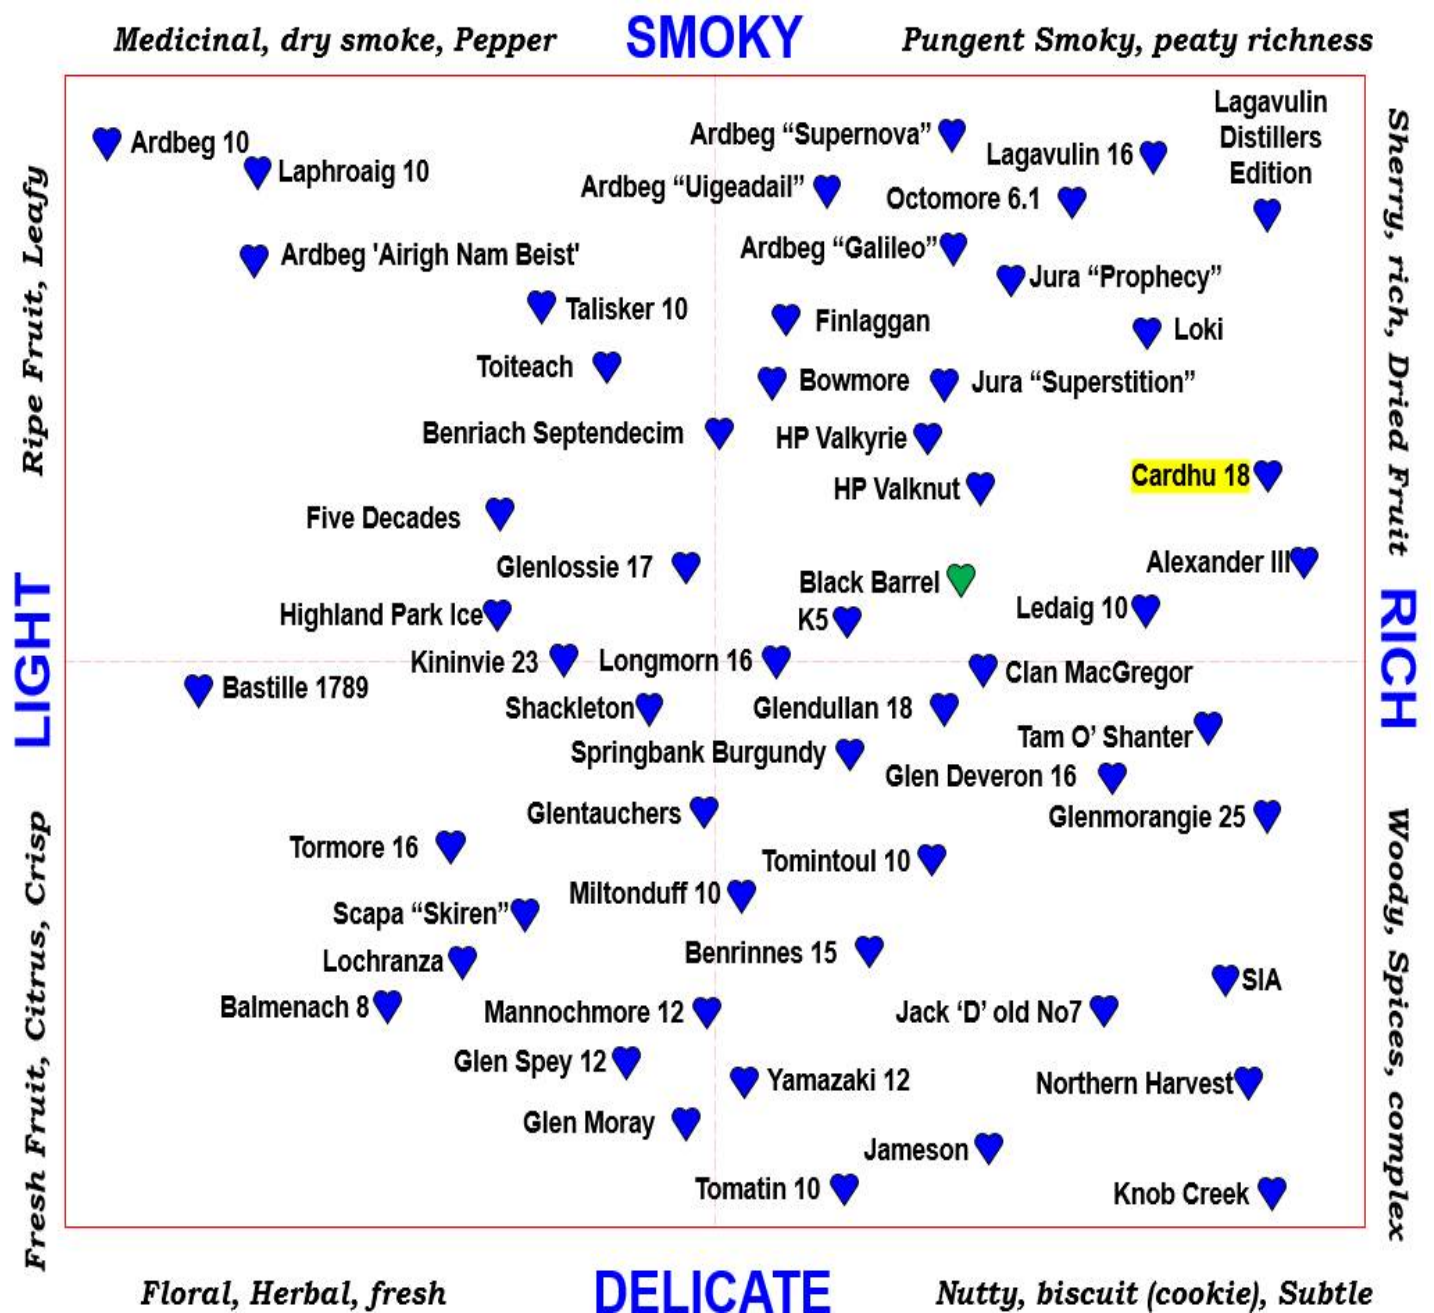 Medicinal, dry smoke, Pepper
SMOKY
Pungent Smoky, peaty richness
Ripe Fruit, Leafy
LIGHT
Fresh Fruit, Citrus, Crisp
Sherry, rich, Dried Fruit
RICH
Woody, Spices, complex
Lagavulin
Distillers
Edition
Ardbeg 10
Ardbeg “Supernova”
Lagavulin 16
Laphroaig 10
Ardbeg “Uigeadail”
Octomore 6.1
Ardbeg 'Airigh Nam Beist'
Ardbeg “Galileo”
Jura “Prophecy”
Talisker 10
Finlaggan
Loki
Toiteach
Bowmore
Jura “Superstition”
Benriach Septendecim
HP Valkyrie
Cardhu 18
HP Valknut
Five Decades
Glenlossie 17
Alexander III
Black Barrel
Highland Park Ice
K5
Ledaig 10
Kininvie 23
Longmorn 16
Clan MacGregor
Bastille 1789
Shackleton
Glendullan 18
Tam O’ Shanter
Springbank Burgundy
Glen Deveron 16
Glentauchers
Glenmorangie 25
Tormore 16
Tomintoul 10
Miltonduff 10
Scapa “Skiren”
Benrinnes 15
Lochranza
SIA
Balmenach 8
Mannochmore 12
Jack ‘D’ old No7
Glen Spey 12
Yamazaki 12
Northern Harvest
Glen Moray
Jameson
Tomatin 10
Knob Creek
Floral, Herbal, fresh
DELICATE
Nutty, biscuit (cookie), Subtle